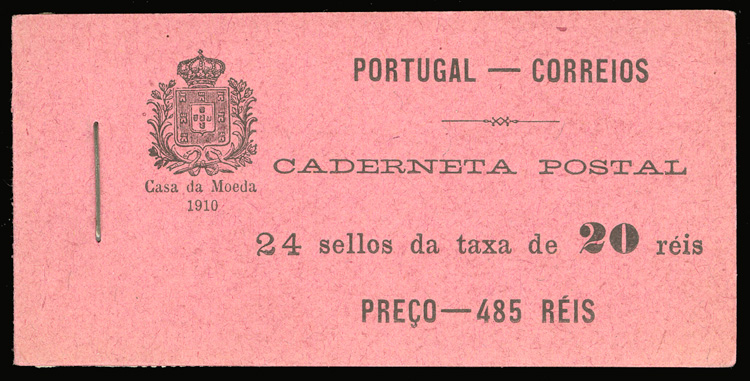 PORTUGAL — CORREIOS
CADERNETA POSTAL
Casa da Moeda
1910
24 sellos da taxa de 20 réis
PREÇO—485 RÉIS